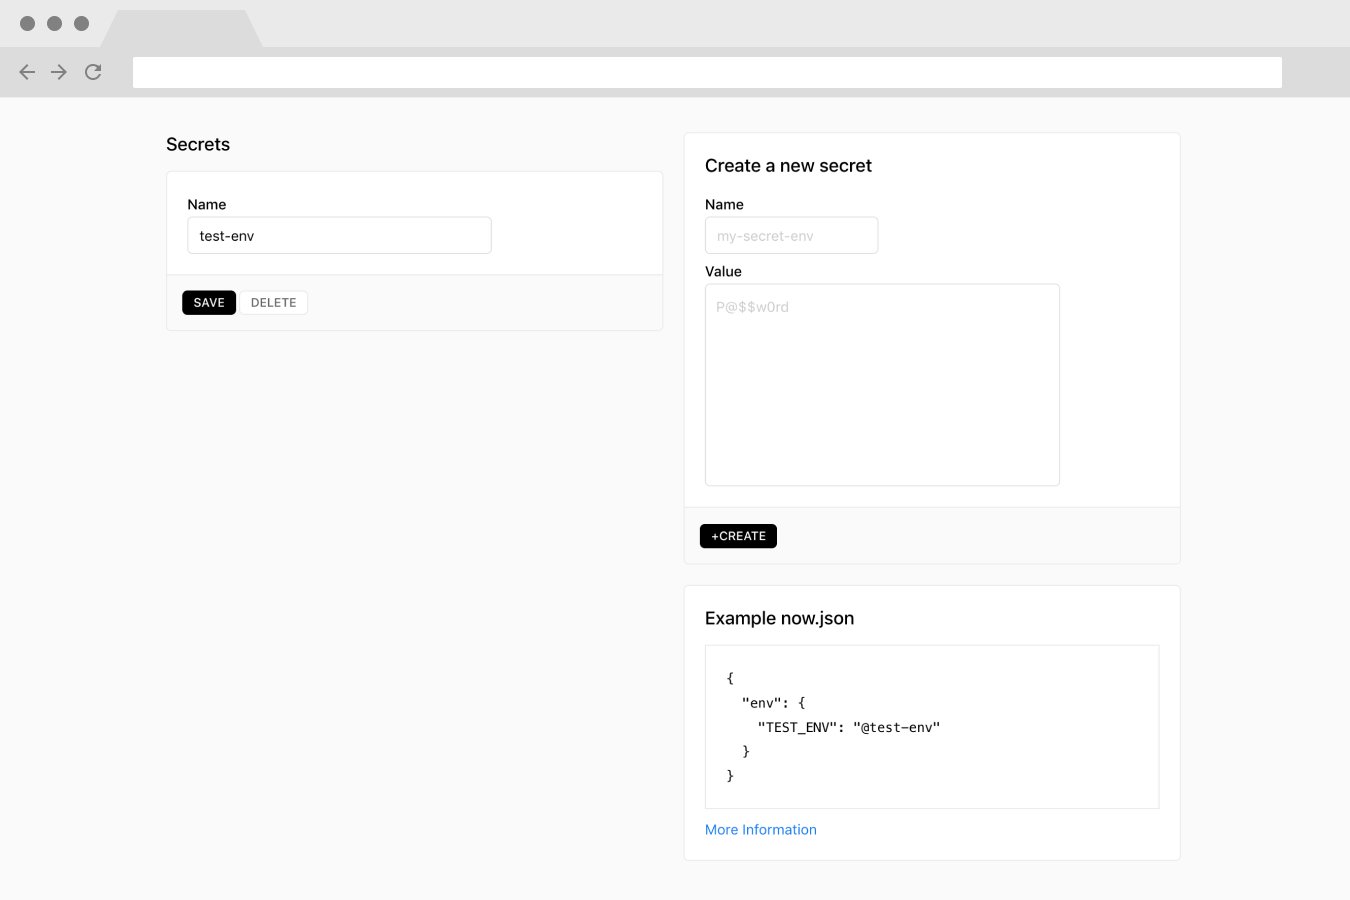 Secrets
Name
test-env
SAVE
DELETE
Create a new secret
Name
my-secret-env
Value
P@$$w0rd
+CREATE
Example now.json
{
  "env": {
    "TEST_ENV": "@test-env"
  }
}
More Information